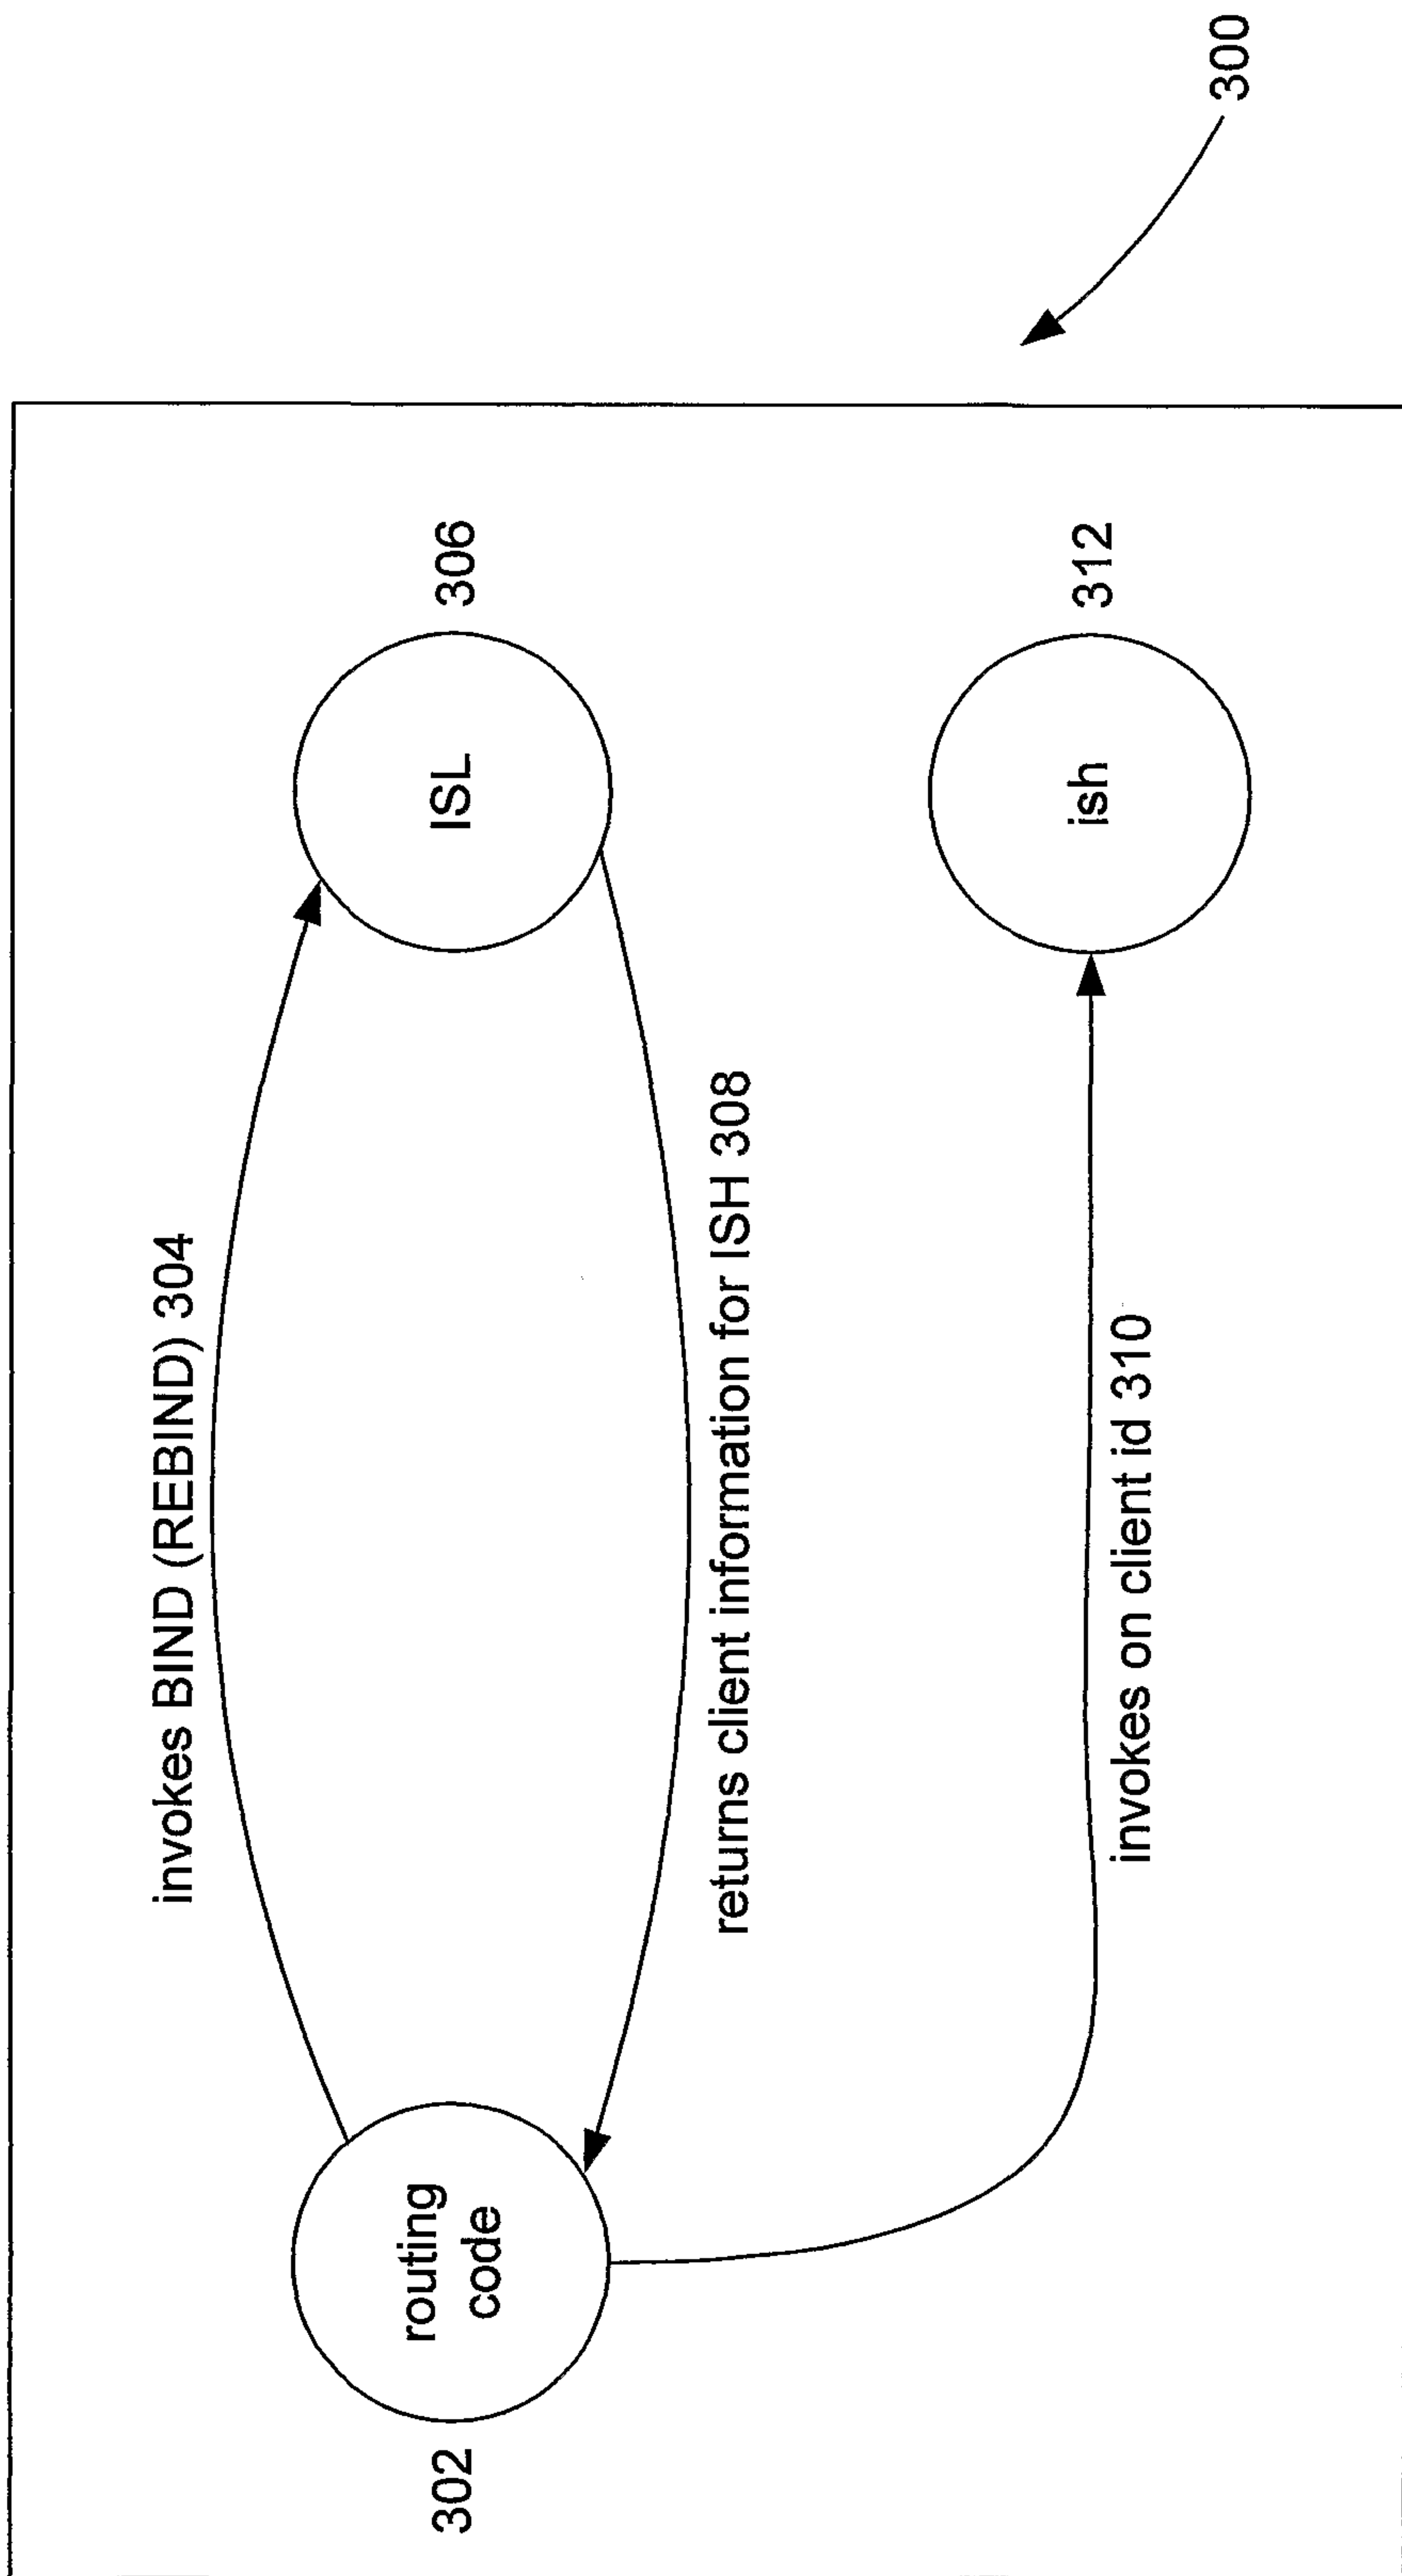 invokes BIND (REBIND) 304
302
routing
code
ISL
306
returns client information for ISH 308
invokes on client id 310
ish
312
300